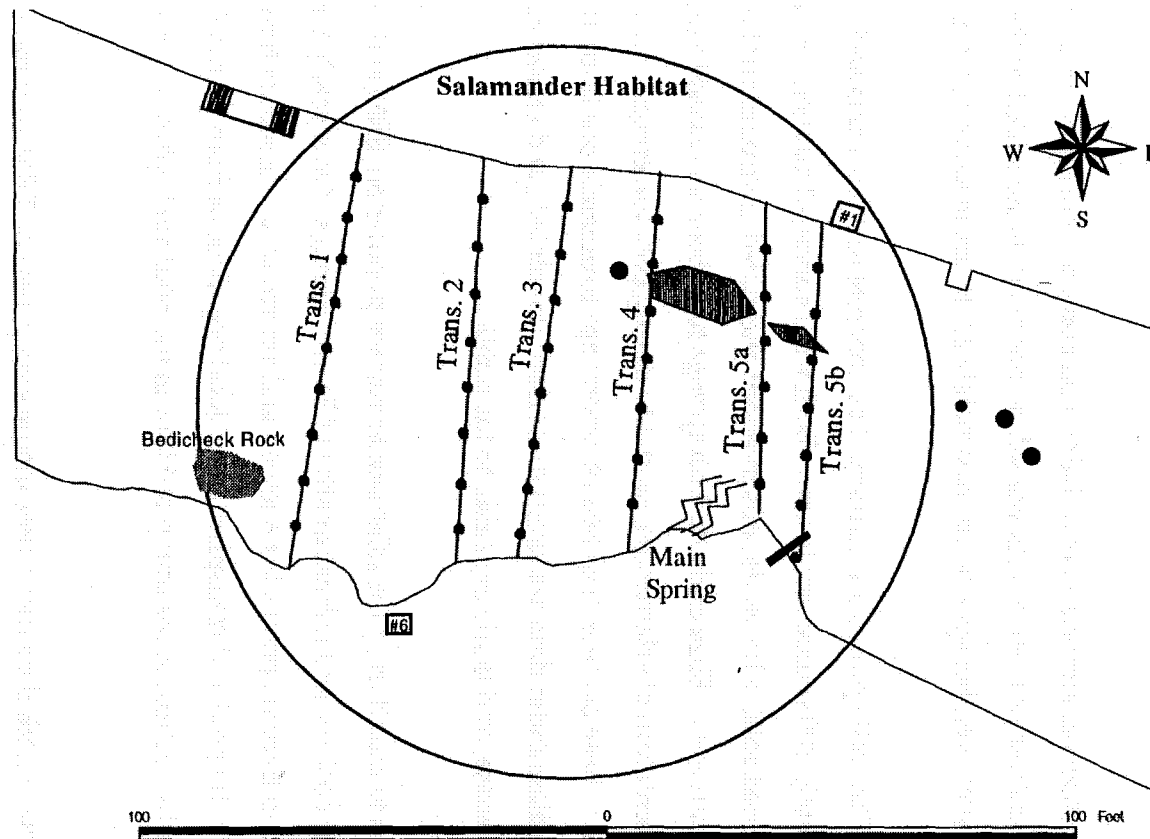 Salamander Habitat
N
W
E
S
#1
Trans. 1
Trans. 2
Trans. 3
Trans. 4
Trans. 5a
Trans. 5b
Bedicheck Rock
Main
Spring
#6
100
0
100 Feet